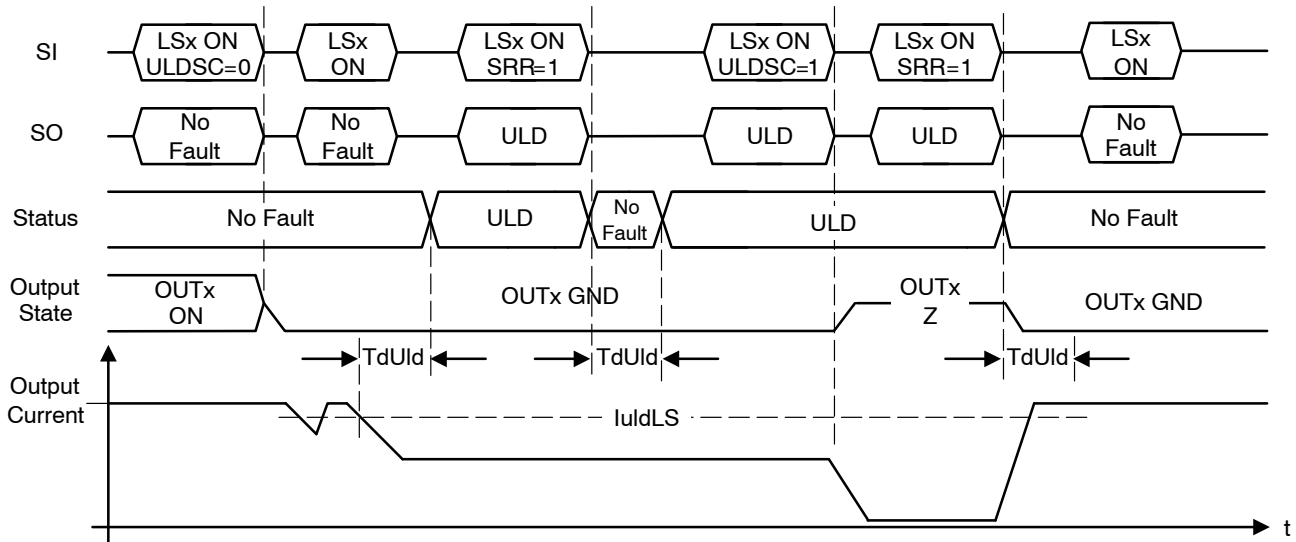 SI
LSx ON
ULDSC=0
LSx
ON
LSx ON
SRR=1
LSx ON
ULDSC=1
LSx ON
SRR=1
LSx
ON
SO
No
Fault
No
Fault
ULD
ULD
ULD
No
Fault
Status
No Fault
ULD
No
Fault
ULD
No Fault
Output
State
OUTx
ON
OUTx GND
OUTx
Z
OUTx GND
TdUld
TdUld
TdUld
Output
Current
IuldLS
t